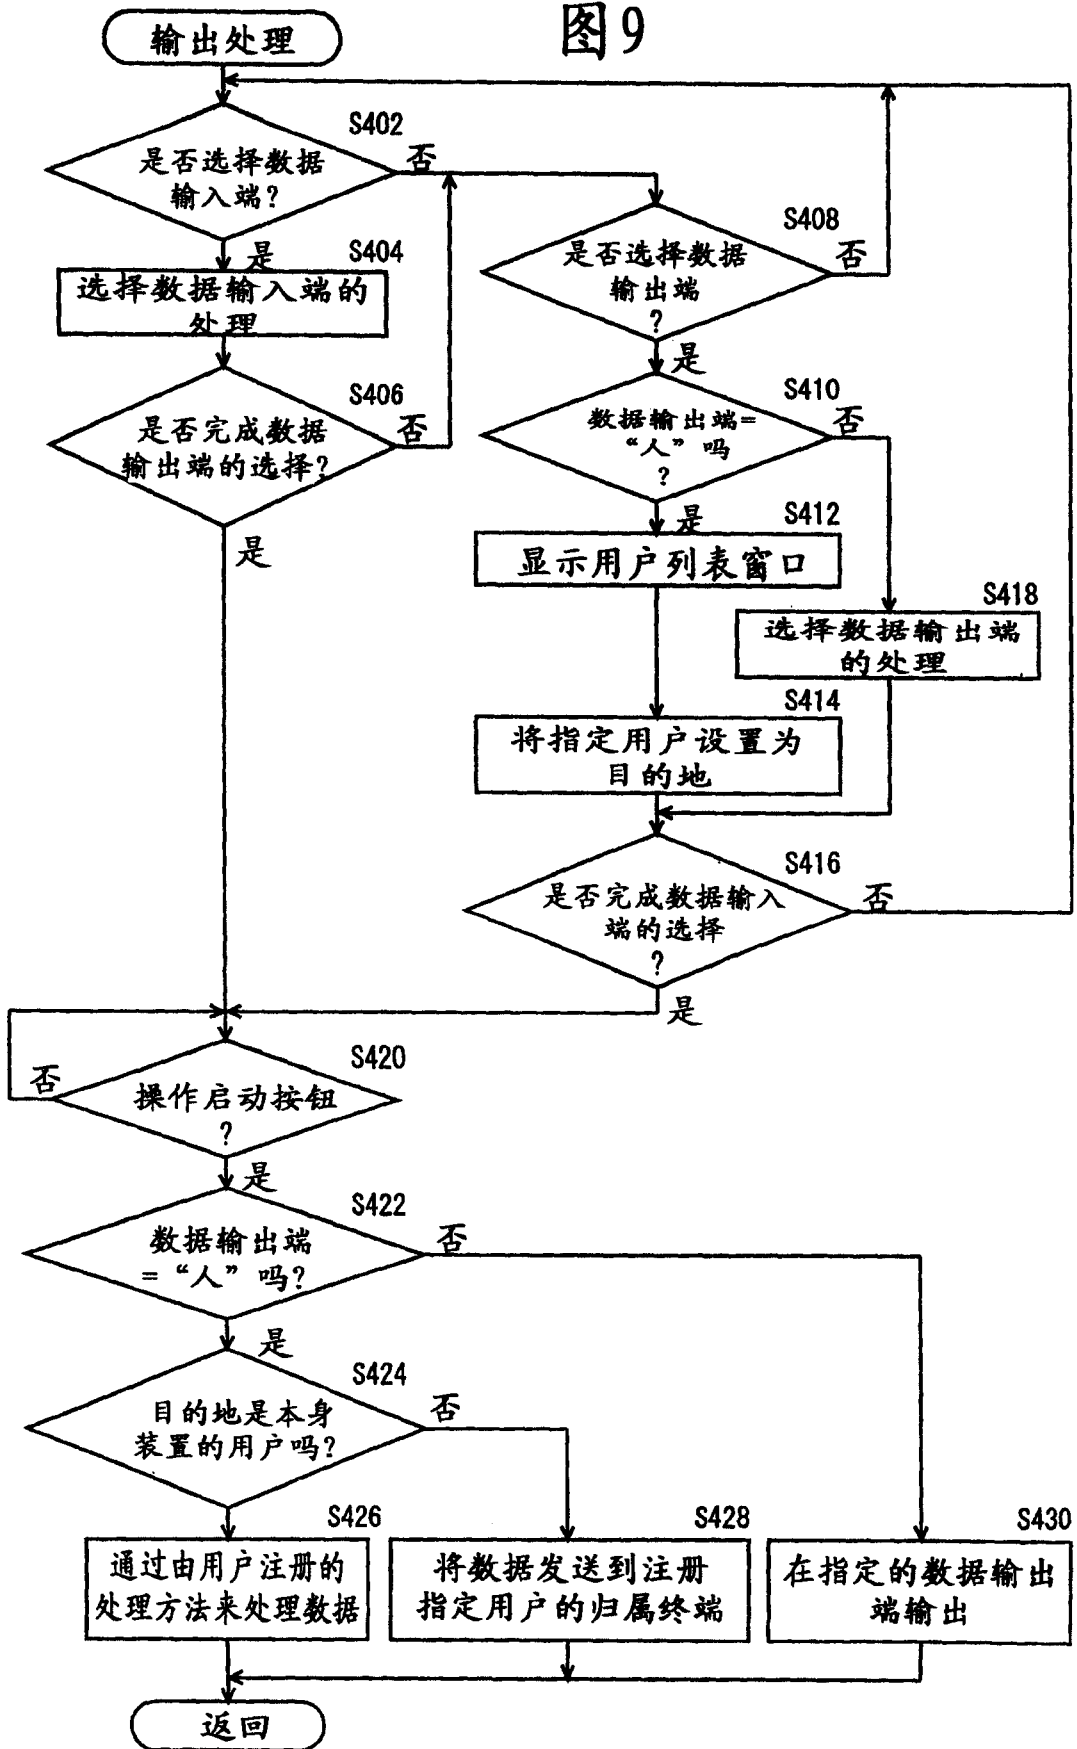 图9
输出处理
S402
是否选择数据
输入端?
否
是
S404
选择数据输入端的
处理
S406
是否完成数据
输出端的选择?
否
是
S408
是否选择数据
输出端
?
否
是
S410
数据输出端=
“人”吗
?
否
是
S412
显示用户列表窗口
S418
选择数据输出端
的处理
S414
将指定用户设置为
目的地
S416
是否完成数据输入
端的选择
?
否
是
S420
操作启动按钮
?
否
是
S422
数据输出端
=“人”吗?
否
是
S424
目的地是本身
装置的用户吗?
否
S426
通过由用户注册的
处理方法来处理数据
S428
将数据发送到注册
指定用户的归属终端
S430
在指定的数据输出
端输出
返回